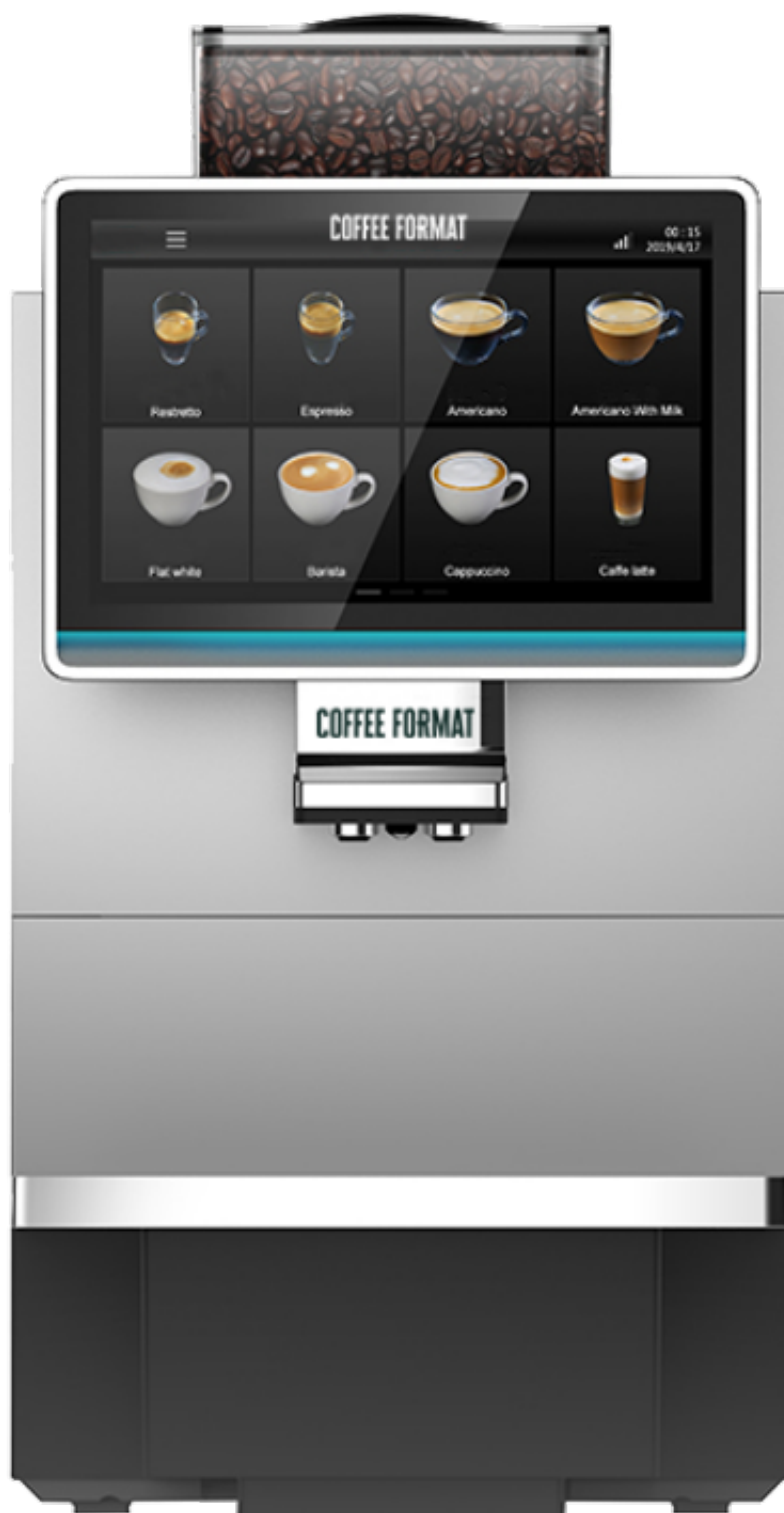 COFFEE FORMAT
00:15
2019/4/17
Restretto
Espresso
Americano
Americano With Milk
Flat white
Barista
Cappuccino
Caffe latte
COFFEE FORMAT